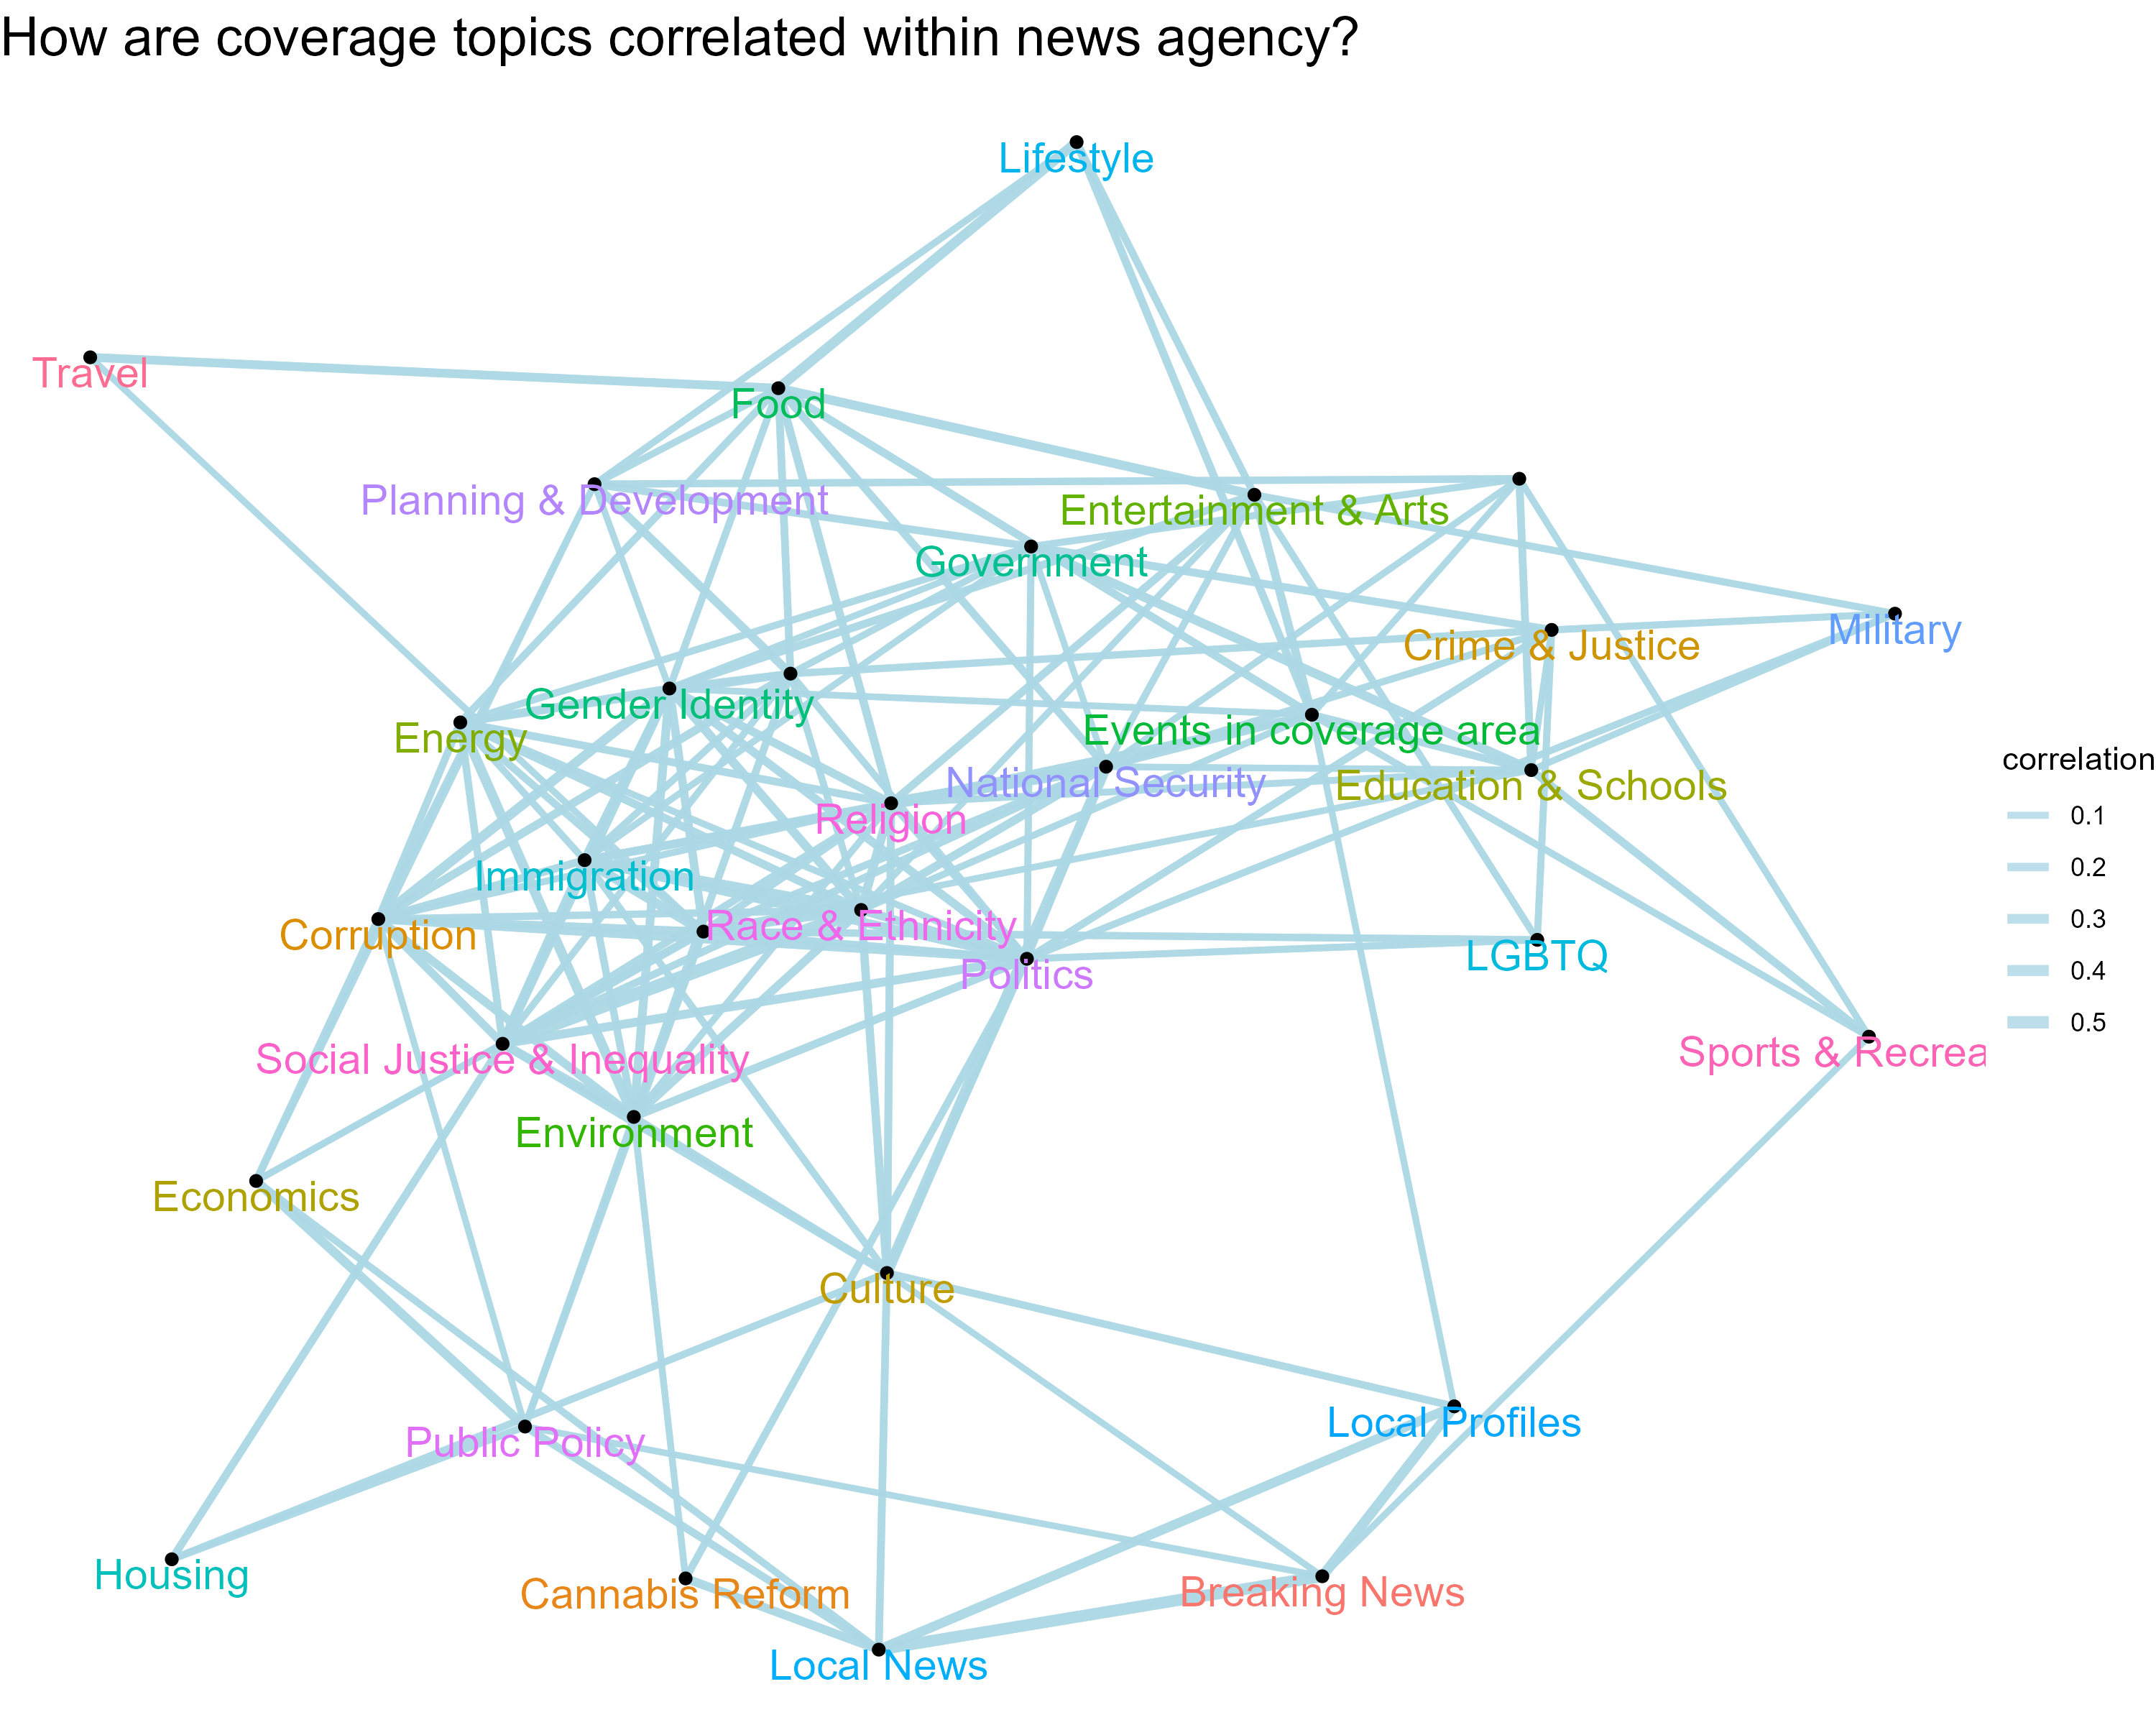 How are coverage topics correlated within news agency?
Lifestyle
Travel
Food
Planning & Development
Entertainment & Arts
Government
Military
Crime & Justice
Gender Identity
Events in coverage area
Energy
National Security
Education & Schools
Religion
Immigration
Race & Ethnicity
Corruption
LGBTQ
Politics
Social Justice & Inequality
Sports & Recrea
Environment
Economics
Culture
Local Profiles
Public Policy
Housing
Cannabis Reform
Breaking News
Local News
correlation
0.1
0.2
0.3
0.4
0.5